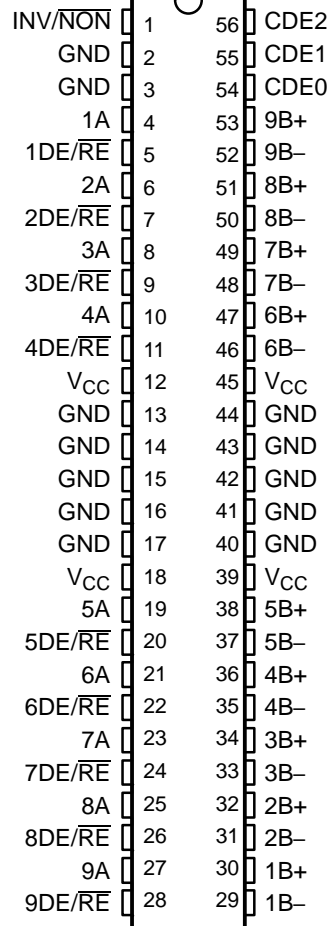 INV/NON 1 56 CDE2
GND 2 55 CDE1
GND 3 54 CDE0
1A 4 53 9B+
1DE/RE 5 52 9B–
2A 6 51 8B+
2DE/RE 7 50 8B–
3A 8 49 7B+
3DE/RE 9 48 7B–
4A 10 47 6B+
4DE/RE 11 46 6B–
VCC 12 45 VCC
GND 13 44 GND
GND 14 43 GND
GND 15 42 GND
GND 16 41 GND
GND 17 40 GND
VCC 18 39 VCC
5A 19 38 5B+
5DE/RE 20 37 5B–
6A 21 36 4B+
6DE/RE 22 35 4B–
7A 23 34 3B+
7DE/RE 24 33 3B–
8A 25 32 2B+
8DE/RE 26 31 2B–
9A 27 30 1B+
9DE/RE 28 29 1B–